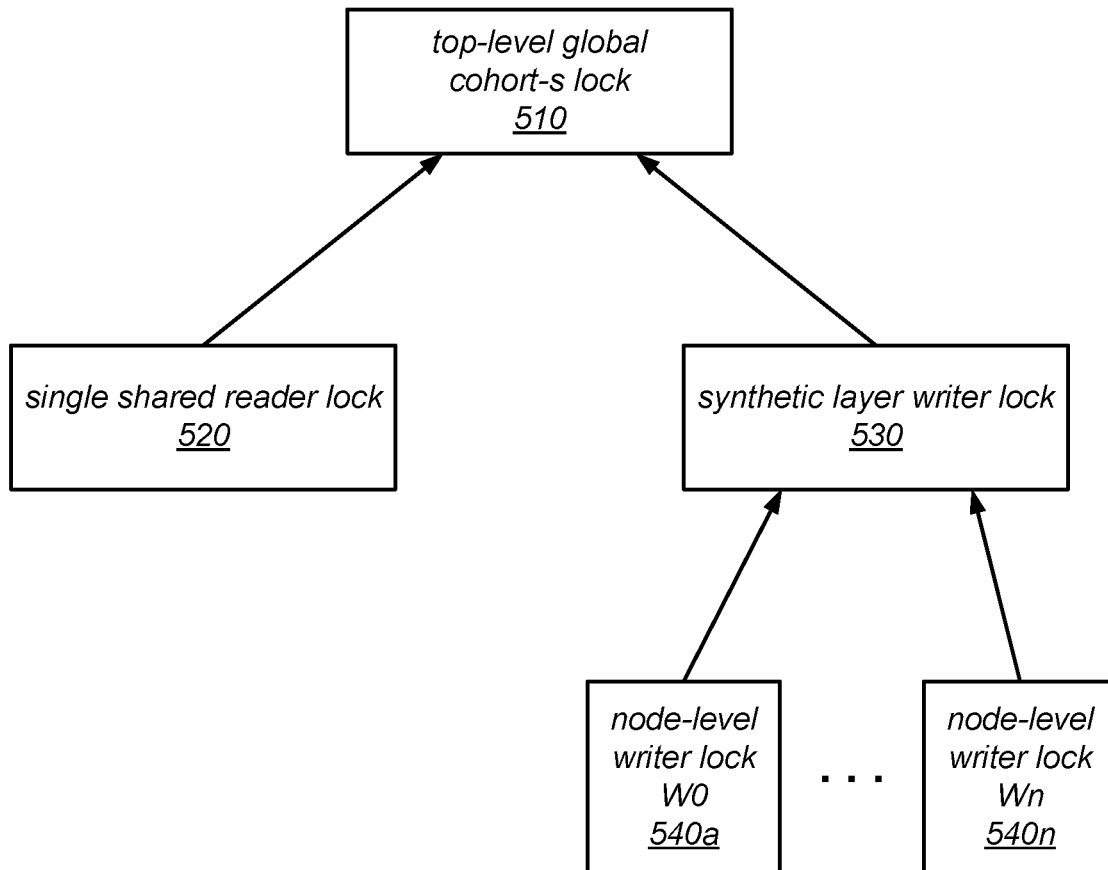 top-level global
cohort-s lock
510
single shared reader lock
520
synthetic layer writer lock
530
node-level
writer lock
W0
540a
. . .
node-level
writer lock
Wn
540n